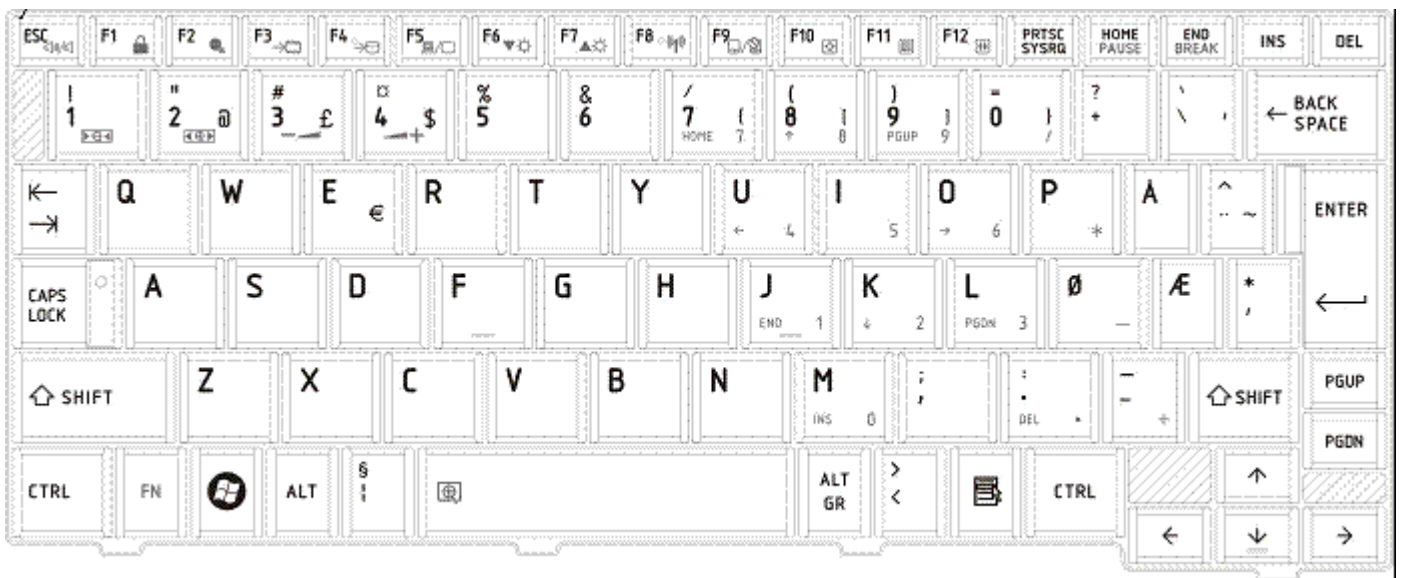 ESC F1 F2 F3 F4 F5 F6 F7 F8 F9 F10 F11 F12 PRTSC HOME END INS DEL
SYSRQ PAUSE BREAK
! " # ¤ % & / ( ) = ? ` BACK
1 2 @ 3 £ 4 $ 5 6 7 { 8 [ 9 ] 0 } + \ ´ ← SPACE
HOME 7 ↑ 8 PGUP 9 /
Q W E € R T Y U I O P Å ^ ENTER
← 4 5 → 6 * ¨ ~
CAPS A S D F G H J K L Ø Æ *
LOCK END 1 ↓ 2 PGDN 3 – '
SHIFT Z X C V B N M ; : – SHIFT PGUP
, . -
INS 0 DEL . ÷
PGDN
CTRL FN ALT § ALT > CTRL ↑
¦ GR <
← ↓ →